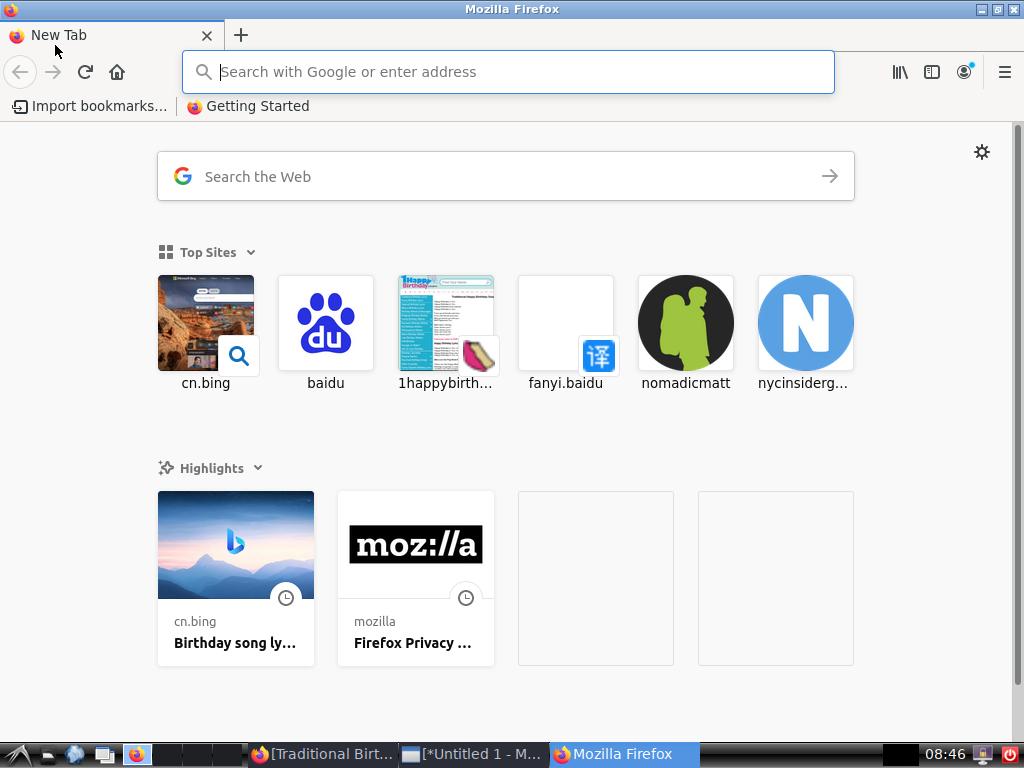 Mozilla Firefox
New Tab
Search with Google or enter address
Import bookmarks…
Getting Started
Search the Web
Top Sites
du
译
N
cn.bing
baidu
1happybirth…
fanyi.baidu
nomadicmatt
nycinsiderg…
Highlights
moz://a
cn.bing
mozilla
Birthday song ly…
Firefox Privacy …
[Traditional Birt...
[*Untitled 1 - M...
Mozilla Firefox
08:46